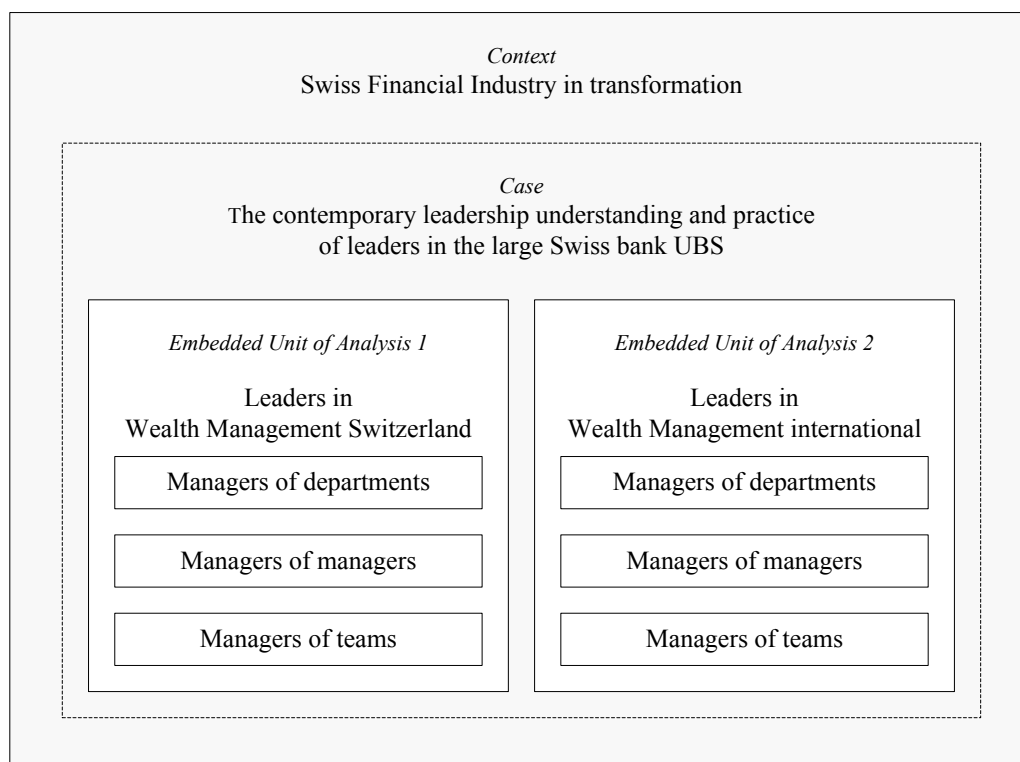 Context
Swiss Financial Industry in transformation
Case
The contemporary leadership understanding and practice
of leaders in the large Swiss bank UBS
Embedded Unit of Analysis 1
Leaders in
Wealth Management Switzerland
Managers of departments
Managers of managers
Managers of teams
Embedded Unit of Analysis 2
Leaders in
Wealth Management international
Managers of departments
Managers of managers
Managers of teams